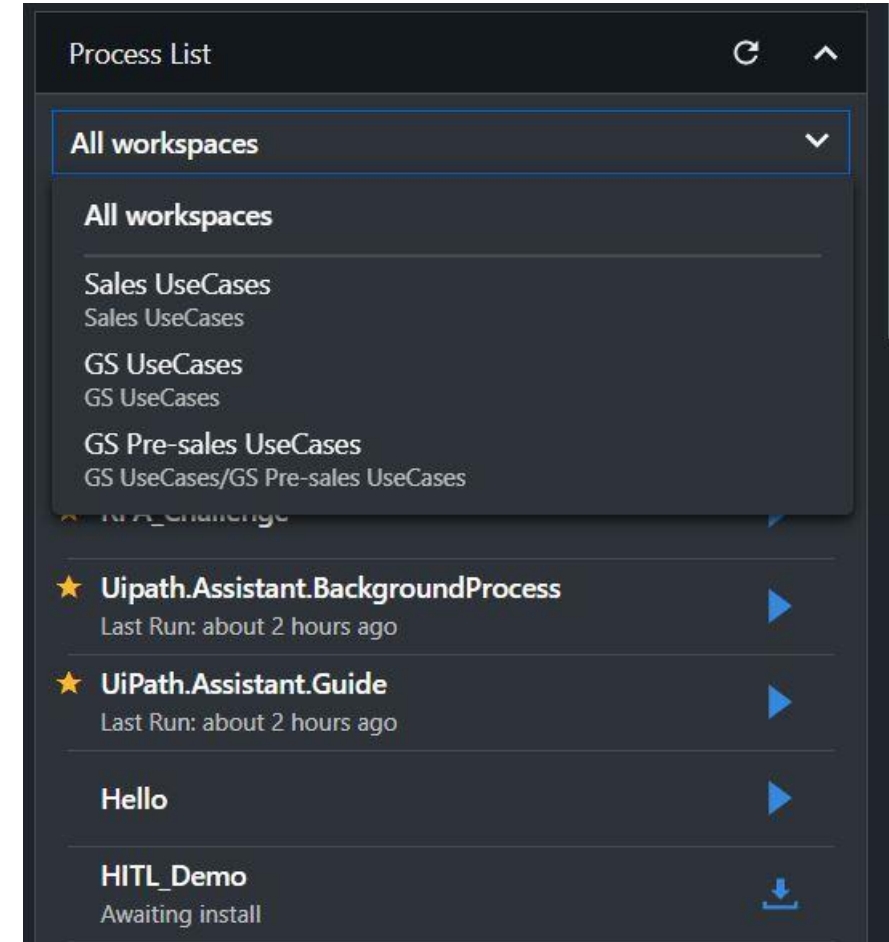 Process List
All workspaces
All workspaces
Sales UseCases
Sales UseCases
GS UseCases
GS UseCases
GS Pre-sales UseCases
GS UseCases/GS Pre-sales UseCases
RPA_Challenge
Uipath.Assistant.BackgroundProcess
Last Run: about 2 hours ago
UiPath.Assistant.Guide
Last Run: about 2 hours ago
Hello
HITL_Demo
Awaiting install